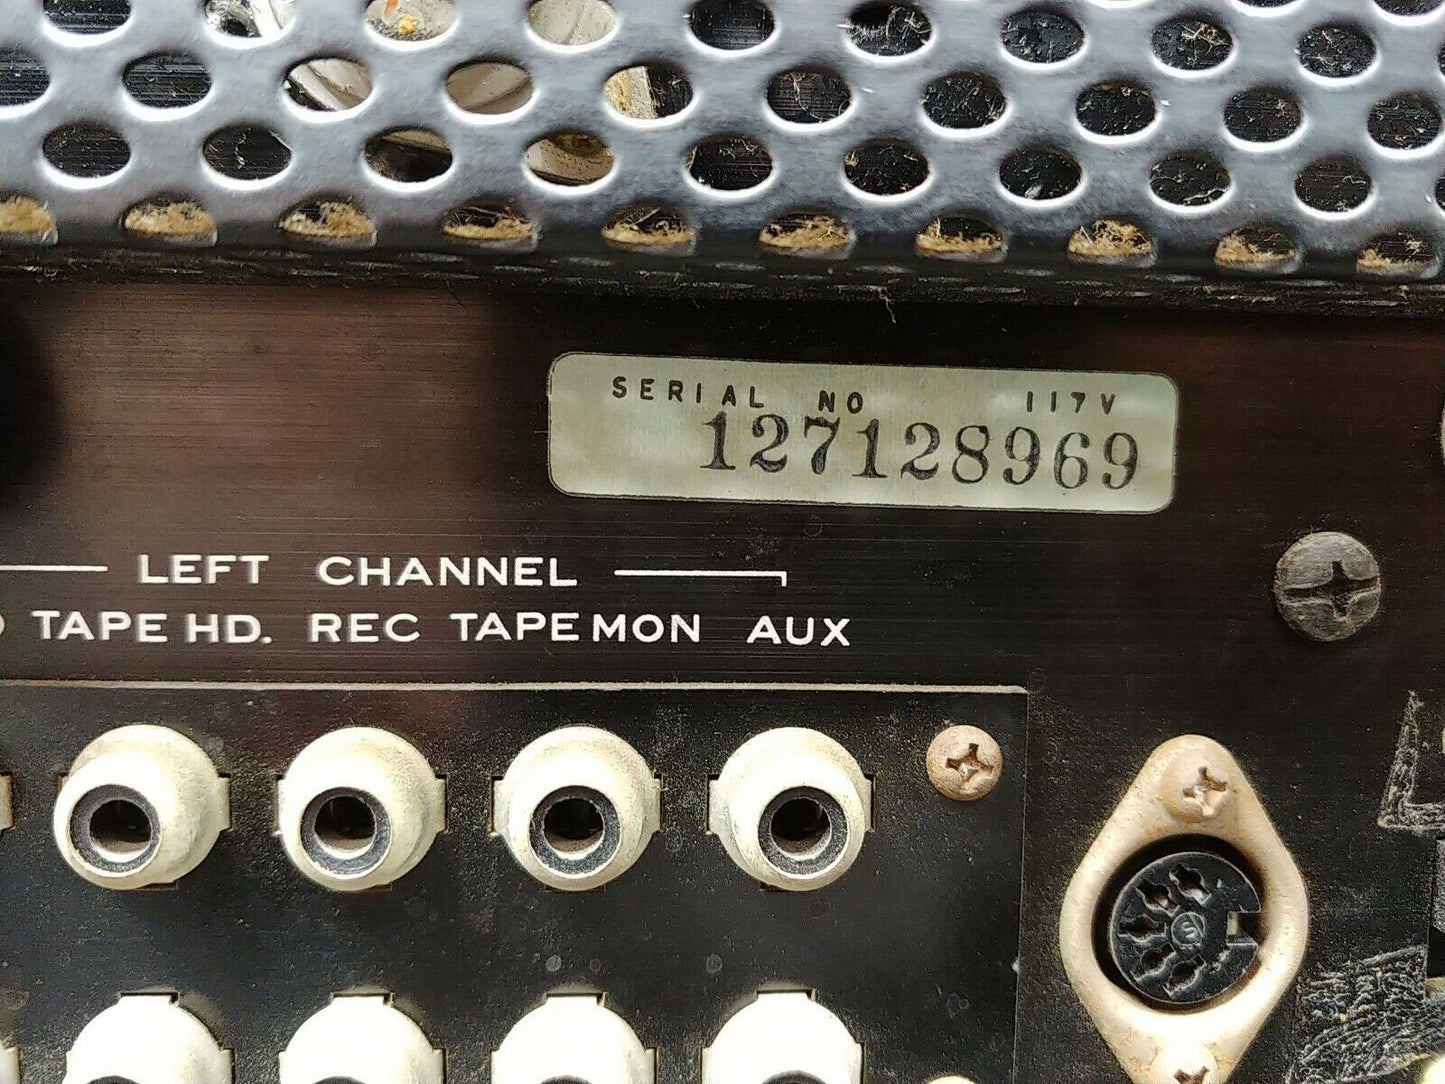 SERIAL NO 117V
127128969
LEFT CHANNEL
TAPE HD. REC TAPE MON AUX